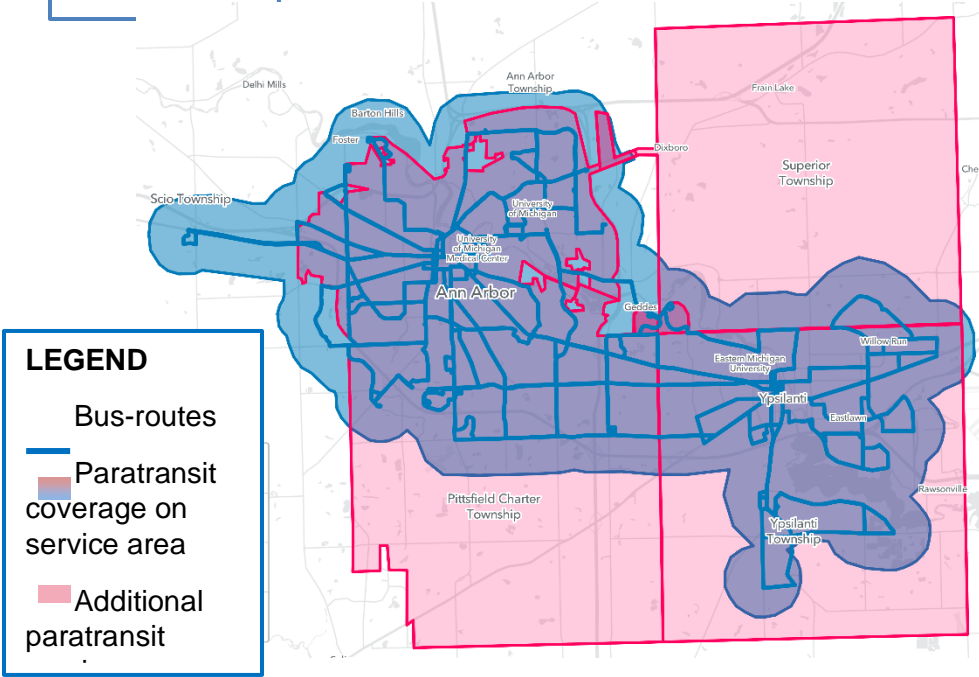 Ann Arbor
Township
Delhi Mills
Frain Lake
Barton Hills
Foster
Dixboro
Superior
Township
Che
Scio Township
University
of Michigan
University
of Michigan
Medical Center
Ann Arbor
Geddes
LEGEND
Bus-routes
Paratransit
coverage on
service area
Additional
paratransit
Willow Run
Eastern Michigan
University
Ypsilanti
Eastlawn
Pittsfield Charter
Township
Rawsonville
Ypsilanti
Township